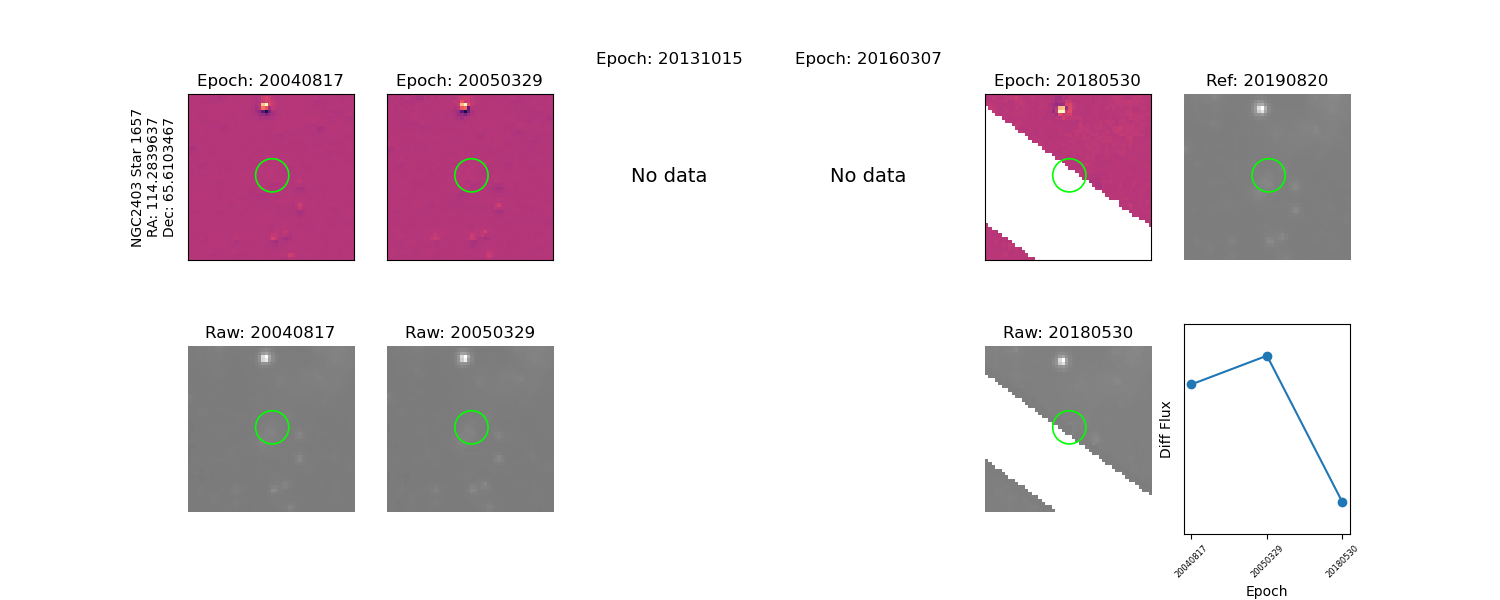 Epoch: 20131015
Epoch: 20160307
Epoch: 20040817
Epoch: 20050329
Epoch: 20180530
Ref: 20190820
NGC2403 Star 1657
RA: 114.2839637
Dec: 65.6103467
No data
No data
Raw: 20040817
Raw: 20050329
Raw: 20180530
Diff Flux
20040817
20050329
20180530
Epoch